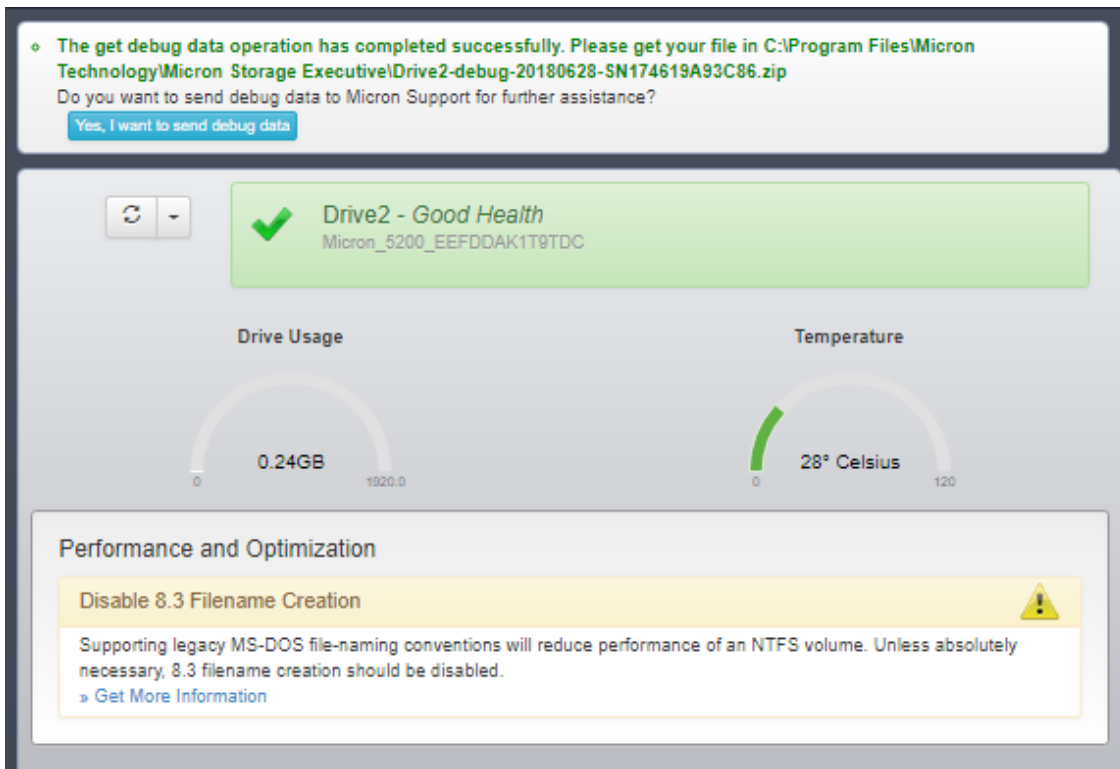 The get debug data operation has completed successfully. Please get your file in C:\Program Files\Micron
Technology\Micron Storage Executive\Drive2-debug-20180628-SN174619A93C86.zip
Do you want to send debug data to Micron Support for further assistance?
Yes, I want to send debug data
Drive2 - Good Health
Micron_5200_EEFDDAK1T9TDC
Drive Usage
0.24GB
0
1920.0
Temperature
28° Celsius
0
120
Performance and Optimization
Disable 8.3 Filename Creation
Supporting legacy MS-DOS file-naming conventions will reduce performance of an NTFS volume. Unless absolutely
necessary, 8.3 filename creation should be disabled.
» Get More Information